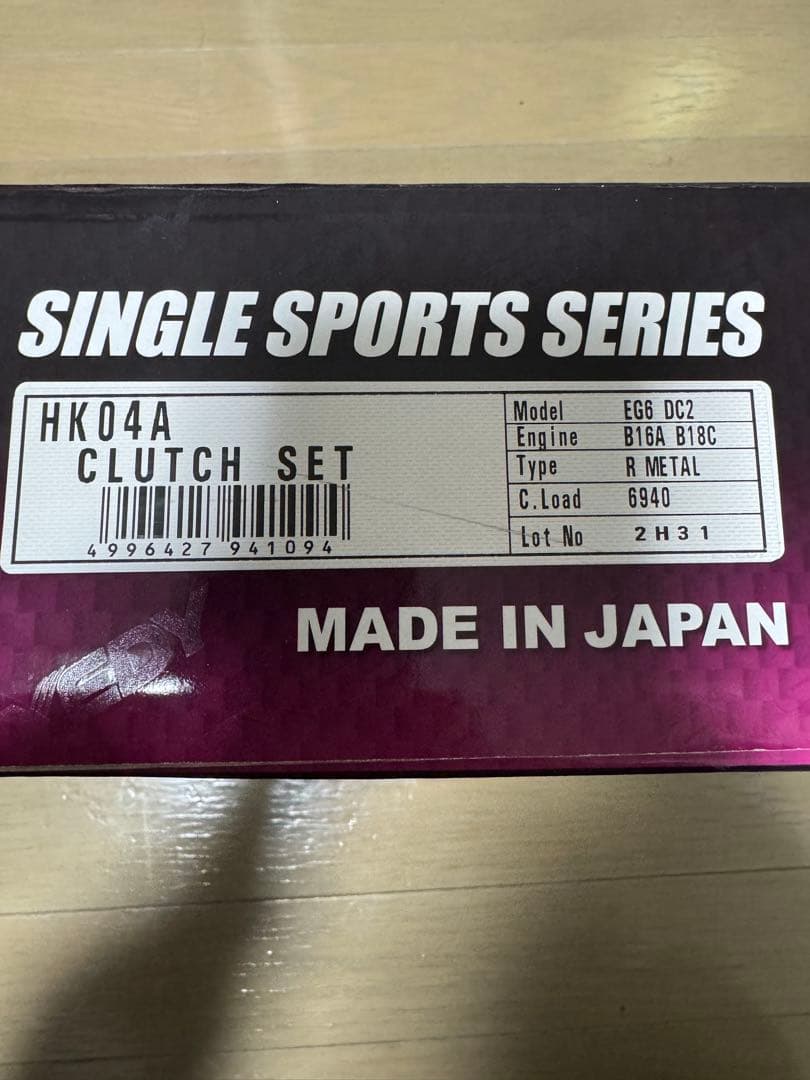 SINGLE SPORTS SERIES
HK04A
CLUTCH SET
4996427 941094
Model EG6 DC2
Engine B16A B18C
Type R METAL
C.Load 6940
Lot No 2H31
MADE IN JAPAN